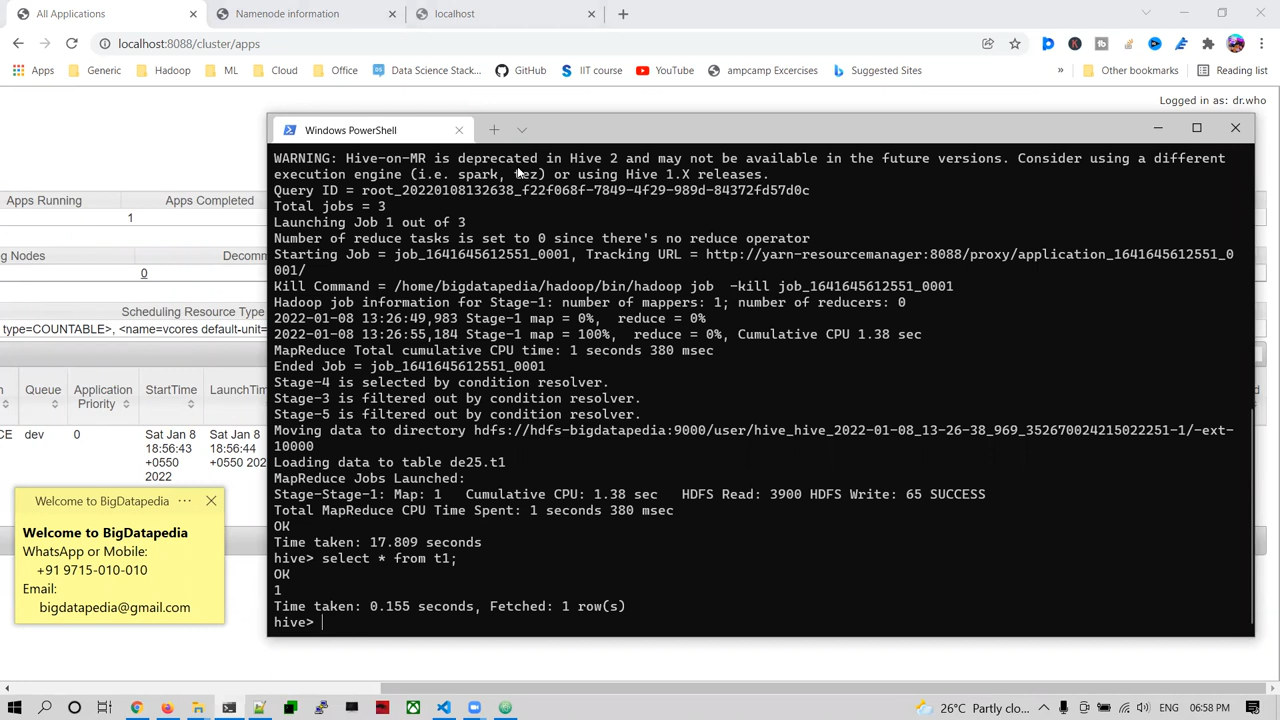 All Applications
Namenode information
localhost
localhost:8088/cluster/apps
Apps
Generic
Hadoop
ML
Cloud
Office
Data Science Stack...
GitHub
IIT course
YouTube
ampcamp Excercises
Suggested Sites
»
Other bookmarks
Reading list
Logged in as: dr.who
Apps Running
Apps Completed
1
ng Nodes
Decomm
0
Scheduling Resource Type
type=COUNTABLE>, <name=vcores default-unit=
Queue
Application Priority
StartTime
LaunchTim
CE
dev
0
Sat Jan 8
18:56:43
+0550
2022
Sat Jan 8
18:56:44
+0550 202
Welcome to BigDatapedia
Welcome to BigDatapedia
WhatsApp or Mobile:
+91 9715-010-010
Email:
bigdatapedia@gmail.com
Windows PowerShell
WARNING: Hive-on-MR is deprecated in Hive 2 and may not be available in the future versions. Consider using a different
execution engine (i.e. spark, tez) or using Hive 1.X releases.
Query ID = root_20220108132638_f22f068f-7849-4f29-989d-84372fd57d0c
Total jobs = 3
Launching Job 1 out of 3
Number of reduce tasks is set to 0 since there's no reduce operator
Starting Job = job_1641645612551_0001, Tracking URL = http://yarn-resourcemanager:8088/proxy/application_1641645612551_0
001/
Kill Command = /home/bigdatapedia/hadoop/bin/hadoop job  -kill job_1641645612551_0001
Hadoop job information for Stage-1: number of mappers: 1; number of reducers: 0
2022-01-08 13:26:49,983 Stage-1 map = 0%,  reduce = 0%
2022-01-08 13:26:55,184 Stage-1 map = 100%,  reduce = 0%, Cumulative CPU 1.38 sec
MapReduce Total cumulative CPU time: 1 seconds 380 msec
Ended Job = job_1641645612551_0001
Stage-4 is selected by condition resolver.
Stage-3 is filtered out by condition resolver.
Stage-5 is filtered out by condition resolver.
Moving data to directory hdfs://hdfs-bigdatapedia:9000/user/hive_hive_2022-01-08_13-26-38_969_352670024215022251-1/-ext-
10000
Loading data to table de25.t1
MapReduce Jobs Launched:
Stage-Stage-1: Map: 1   Cumulative CPU: 1.38 sec   HDFS Read: 3900 HDFS Write: 65 SUCCESS
Total MapReduce CPU Time Spent: 1 seconds 380 msec
OK
Time taken: 17.809 seconds
hive> select * from t1;
OK
1
Time taken: 0.155 seconds, Fetched: 1 row(s)
hive>
26°C Partly clo...
ENG
06:58 PM